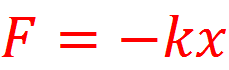 F = −kx